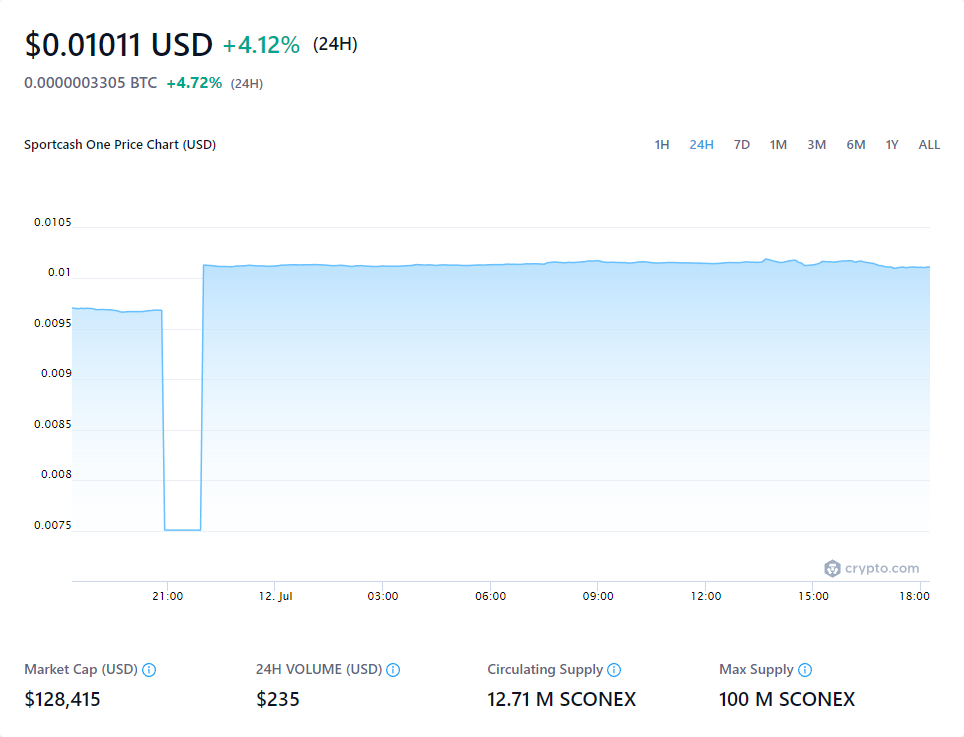 $0.01011 USD +4.12% (24H)
0.0000003305 BTC +4.72% (24H)
Sportcash One Price Chart (USD)
1H 24H 7D 1M 3M 6M 1Y ALL
0.0105
0.01
0.0095
0.009
0.0085
0.008
0.0075
crypto.com
21:00 12. Jul 03:00 06:00 09:00 12:00 15:00 18:00
Market Cap (USD) 24H VOLUME (USD) Circulating Supply Max Supply
$128,415 $235 12.71 M SCONEX 100 M SCONEX